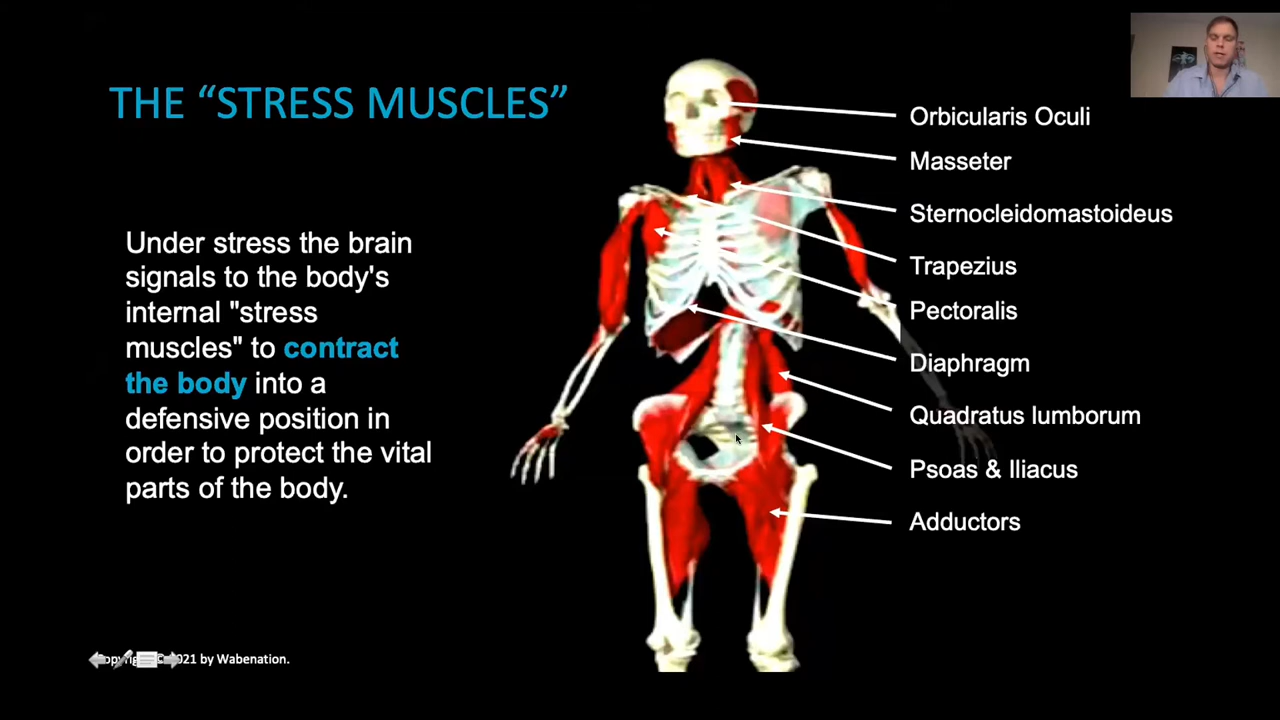 THE “STRESS MUSCLES”
Under stress the brain
signals to the body's
internal "stress
muscles" to contract
the body into a
defensive position in
order to protect the vital
parts of the body.
Orbicularis Oculi
Masseter
Sternocleidomastoideus
Trapezius
Pectoralis
Diaphragm
Quadratus lumborum
Psoas & Iliacus
Adductors
2021 by Wabenation.